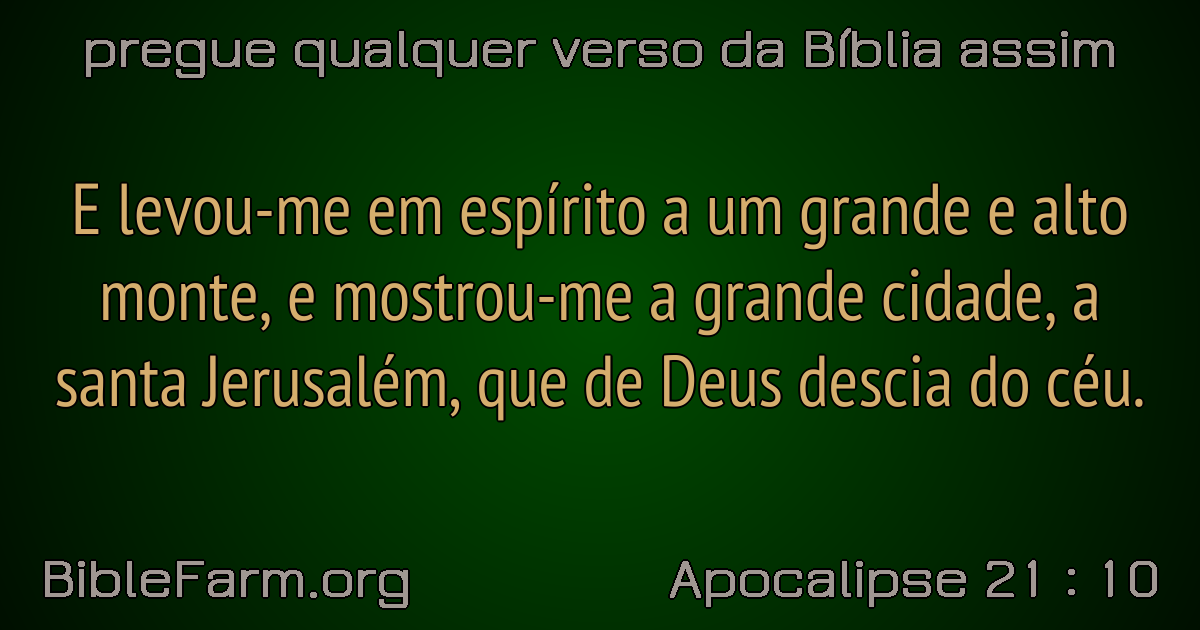 pregue qualquer verso da Bíblia assim
E levou-me em espírito a um grande e alto
monte, e mostrou-me a grande cidade, a
santa Jerusalém, que de Deus descia do céu.
BibleFarm.org
Apocalipse 21 : 10